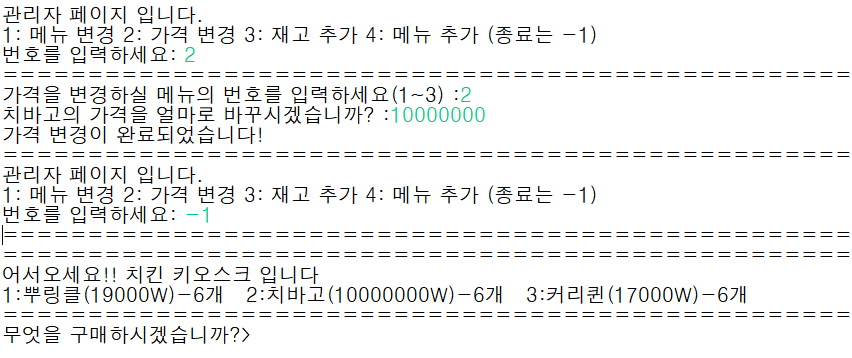 관리자 페이지 입니다.
1: 메뉴 변경 2: 가격 변경 3: 재고 추가 4: 메뉴 추가 (종료는 -1)
번호를 입력하세요: 2
==================================================
가격을 변경하실 메뉴의 번호를 입력하세요(1~3) :2
치바고의 가격을 얼마로 바꾸시겠습니까? :10000000
가격 변경이 완료되었습니다!
==================================================
관리자 페이지 입니다.
1: 메뉴 변경 2: 가격 변경 3: 재고 추가 4: 메뉴 추가 (종료는 -1)
번호를 입력하세요: -1
==================================================
==================================================
어서오세요!! 치킨 키오스크 입니다
1:뿌링클(19000W)-6개  2:치바고(10000000W)-6개  3:커리퀸(17000W)-6개
==================================================
무엇을 구매하시겠습니까?>